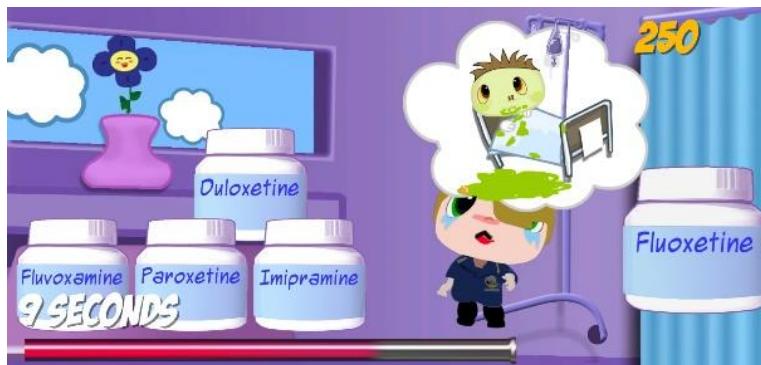 250
Duloxetine
Fluoxetine
Fluvoxamine
Paroxetine
Imipramine
9 SECONDS